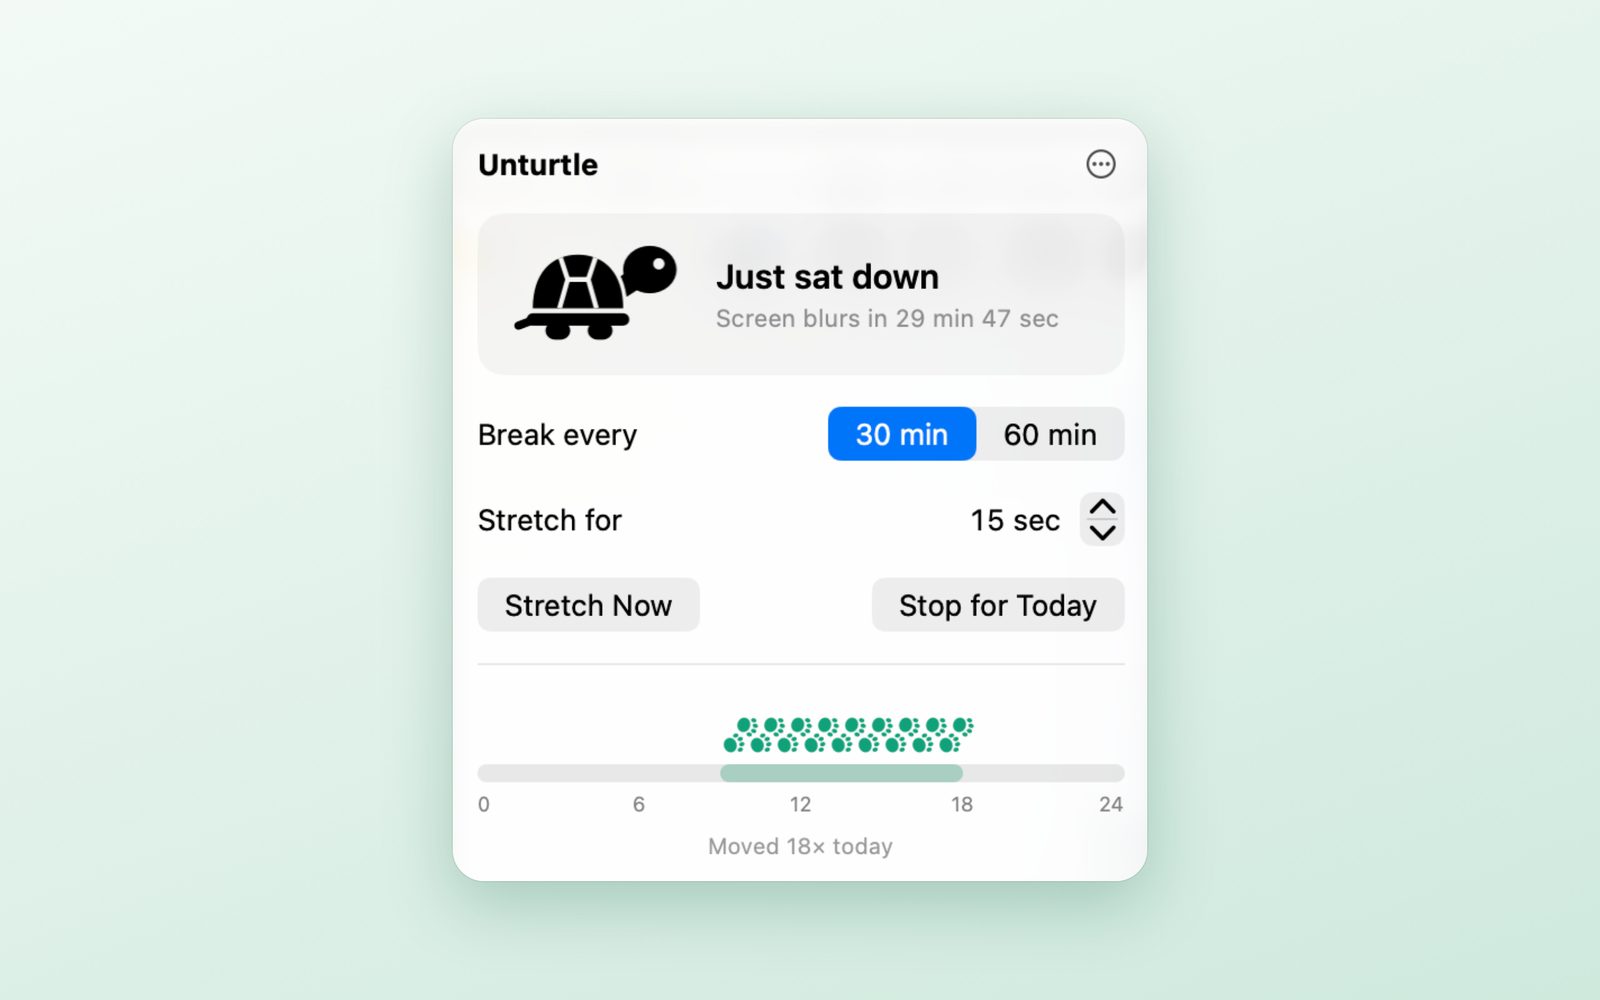 Unturtle
Just sat down
Screen blurs in 29 min 47 sec
Break every 30 min 60 min
Stretch for 15 sec
Stretch Now Stop for Today
0 6 12 18 24
Moved 18× today